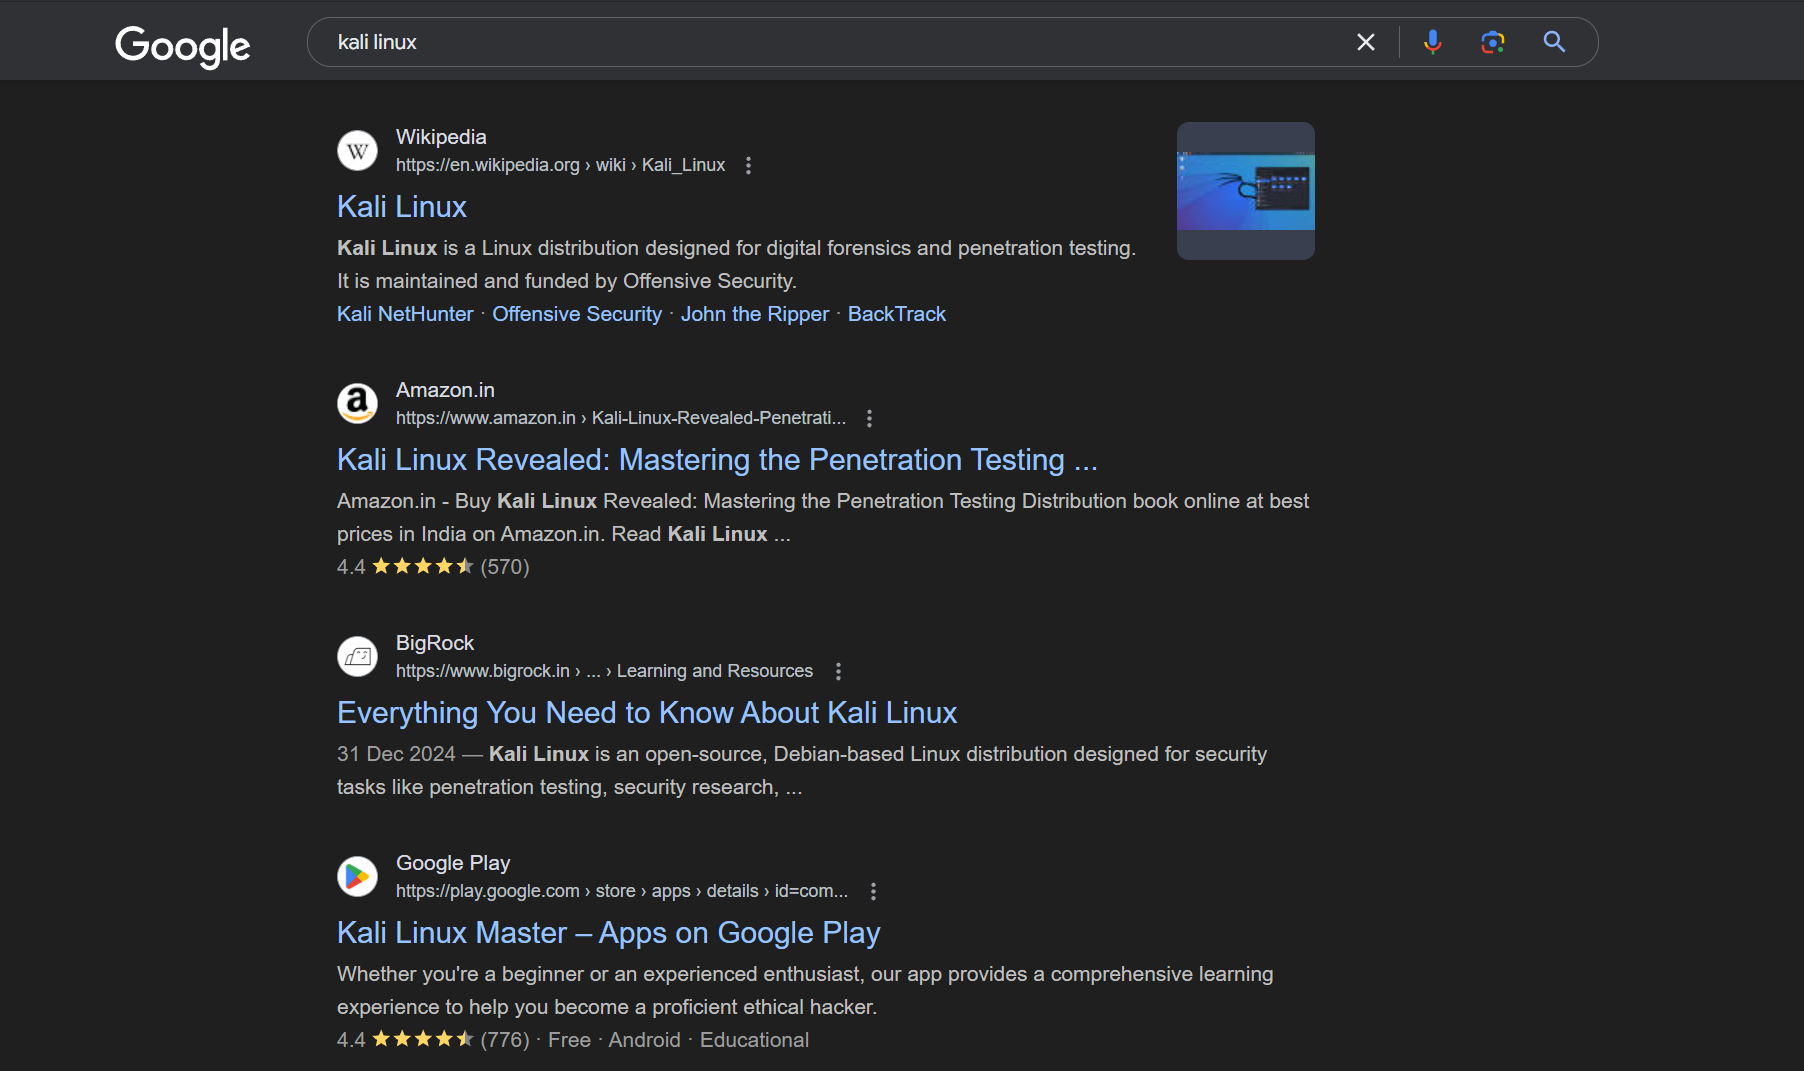 Google
kali linux
Wikipedia
https://en.wikipedia.org › wiki › Kali_Linux
Kali Linux
Kali Linux is a Linux distribution designed for digital forensics and penetration testing.
It is maintained and funded by Offensive Security.
Kali NetHunter · Offensive Security · John the Ripper · BackTrack
Amazon.in
https://www.amazon.in › Kali-Linux-Revealed-Penetrati...
Kali Linux Revealed: Mastering the Penetration Testing ...
Amazon.in - Buy Kali Linux Revealed: Mastering the Penetration Testing Distribution book online at best
prices in India on Amazon.in. Read Kali Linux ...
4.4 ★★★★★ (570)
BigRock
https://www.bigrock.in › ... › Learning and Resources
Everything You Need to Know About Kali Linux
31 Dec 2024 — Kali Linux is an open-source, Debian-based Linux distribution designed for security
tasks like penetration testing, security research, ...
Google Play
https://play.google.com › store › apps › details › id=com...
Kali Linux Master – Apps on Google Play
Whether you're a beginner or an experienced enthusiast, our app provides a comprehensive learning
experience to help you become a proficient ethical hacker.
4.4 ★★★★★ (776) · Free · Android · Educational